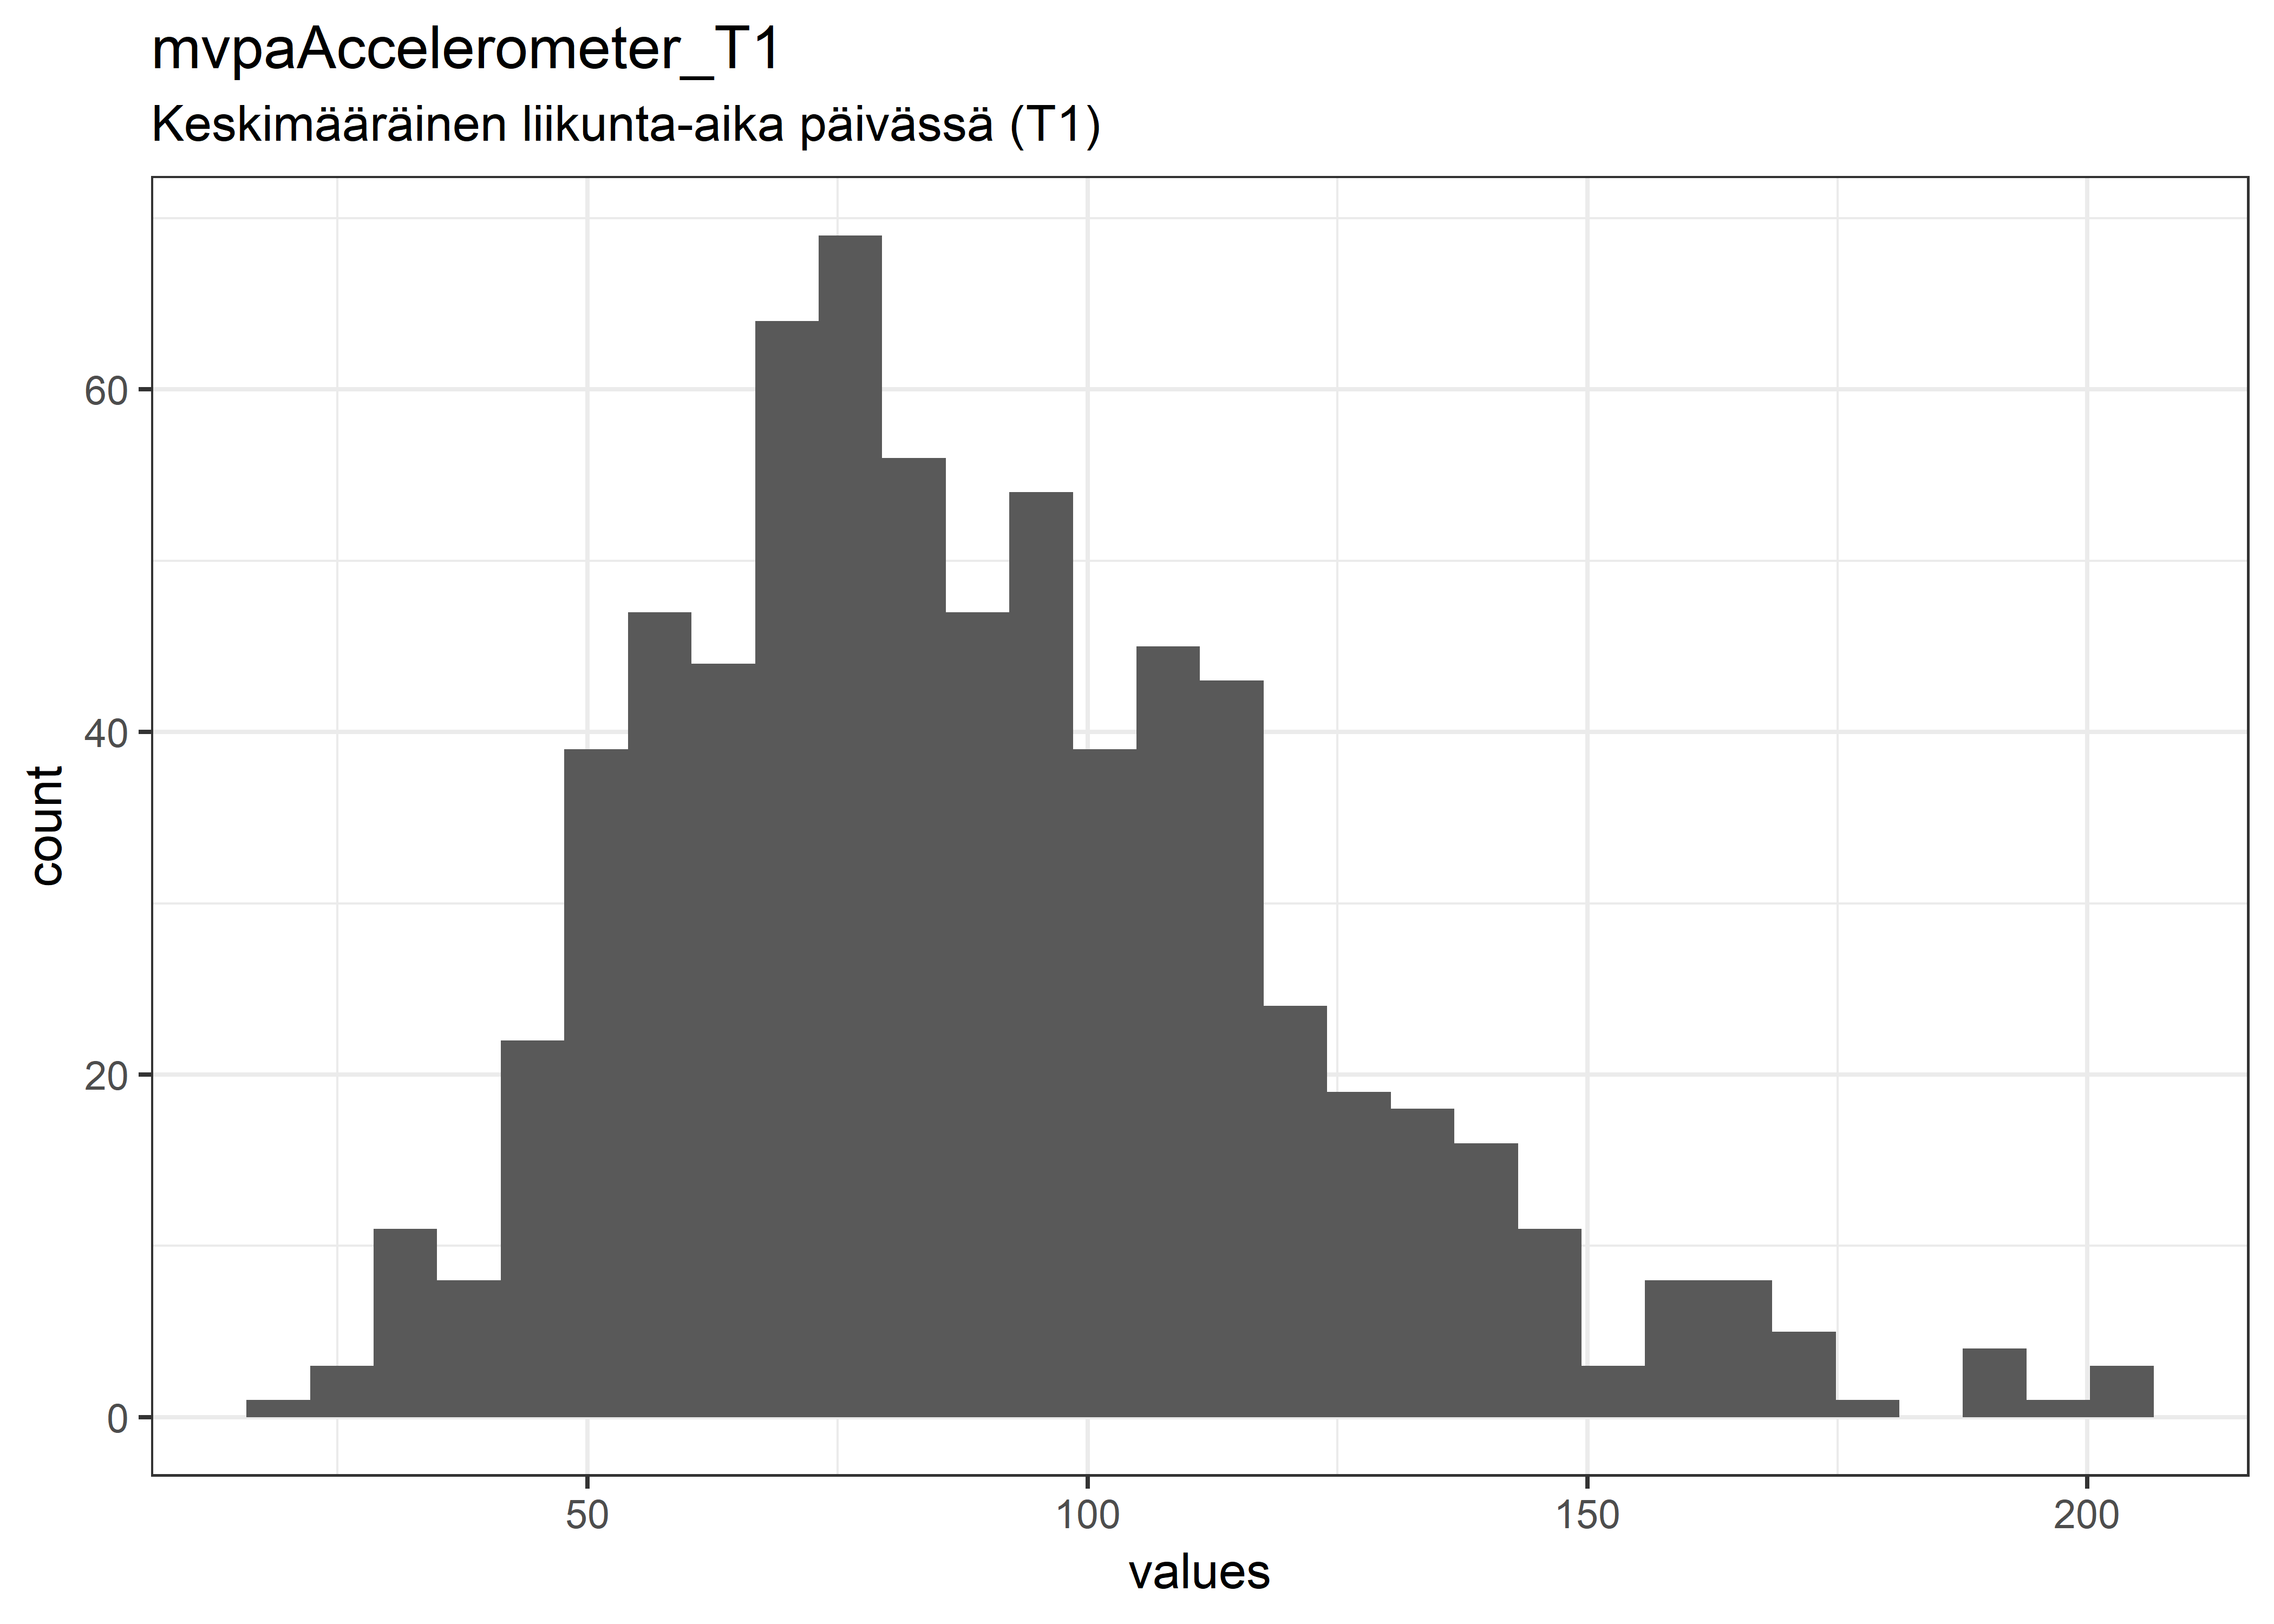 mvpaAccelerometer_T1
Keskimääräinen liikunta-aika päivässä (T1)
60
40
20
0
count
50 100 150 200
values